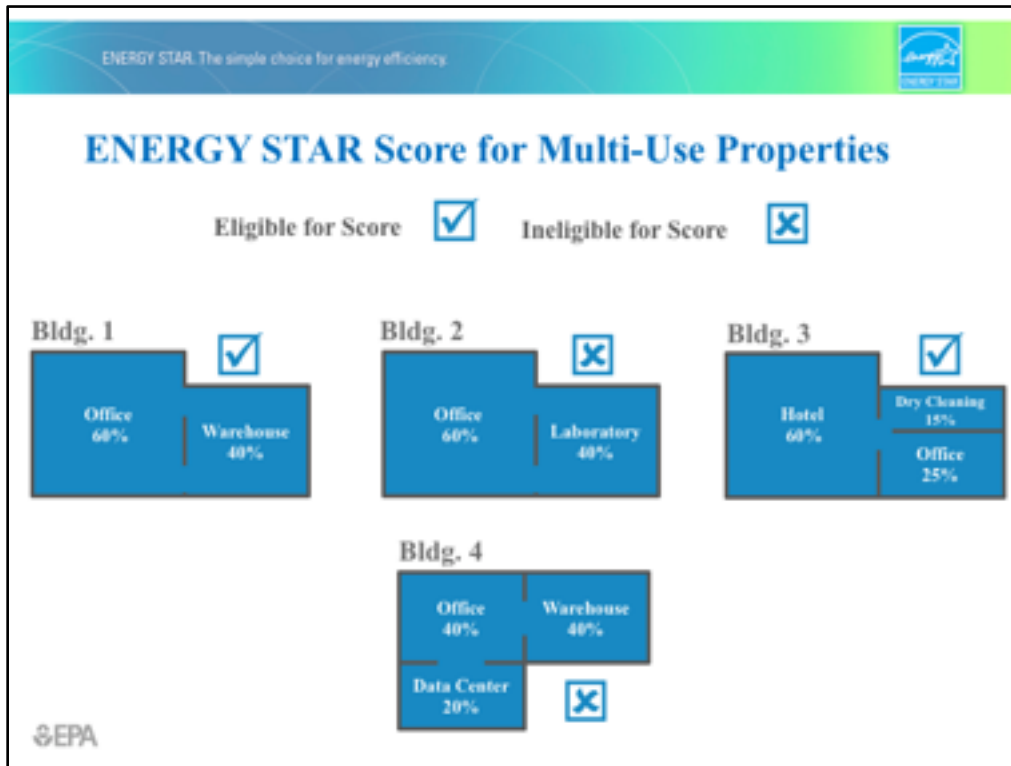 ENERGY STAR. The simple choice for energy efficiency.
ENERGY STAR
ENERGY STAR Score for Multi-Use Properties
Eligible for Score
Ineligible for Score
Bldg. 1
Office
60%
Warehouse
40%
Bldg. 2
Office
60%
Laboratory
40%
Bldg. 3
Hotel
60%
Dry Cleaning
15%
Office
25%
Bldg. 4
Office
40%
Warehouse
40%
Data Center
20%
EPA